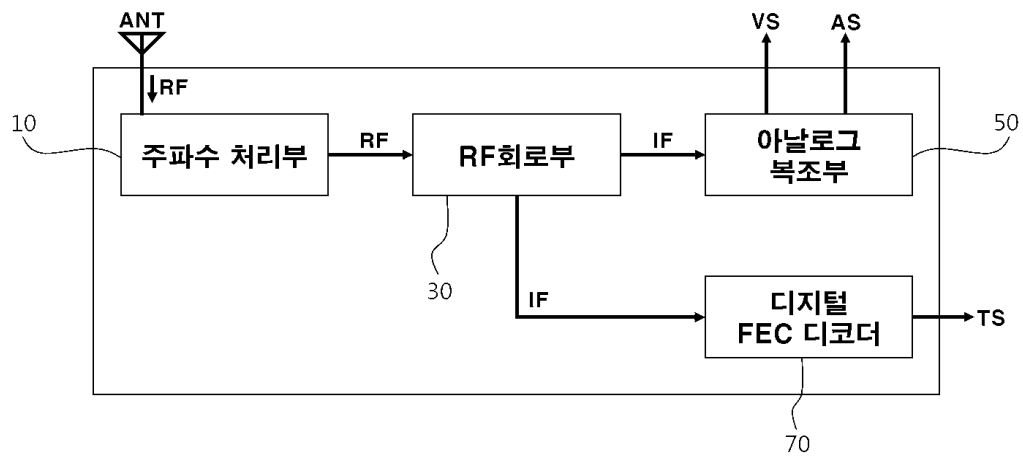 ANT
VS
AS
RF
10
주파수 처리부
RF
RF회로부
IF
아날로그
복조부
50
30
IF
디지털
FEC 디코더
TS
70